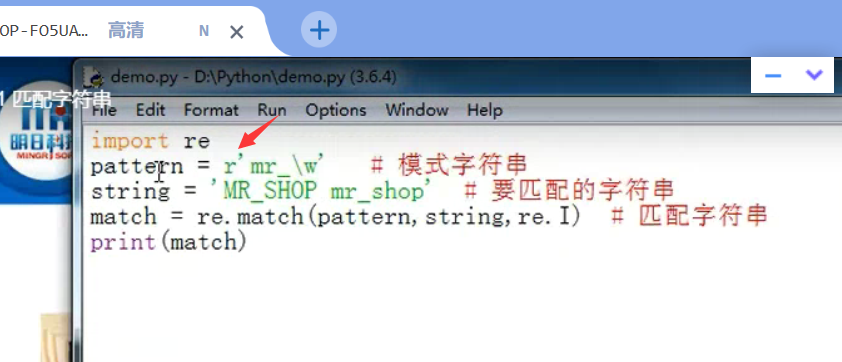 OP-FO5UA... 高清 N
demo.py - D:\Python\demo.py (3.6.4)
1 匹配字符串
File Edit Format Run Options Window Help
明日科技
MINGRI SOFT
import re
pattern = r'mr_\w' # 模式字符串
string = 'MR_SHOP mr_shop' # 要匹配的字符串
match = re.match(pattern,string,re.I) # 匹配字符串
print(match)